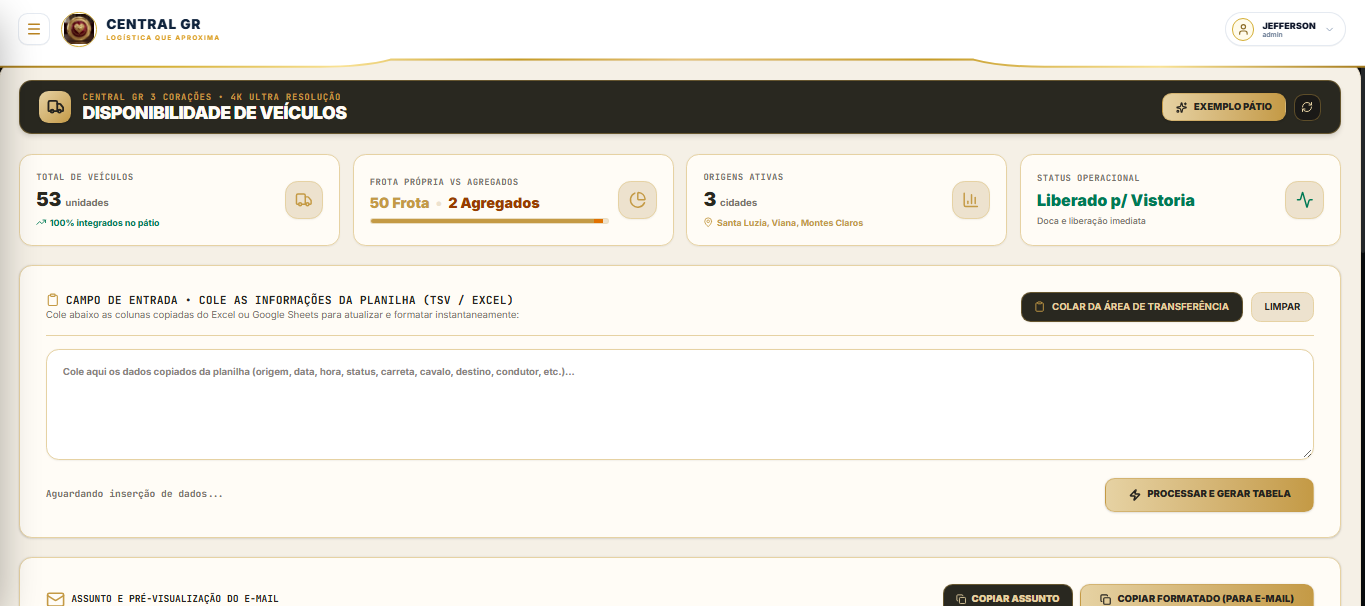 CENTRAL GR
LOGÍSTICA QUE APROXIMA
JEFFERSON
admin
CENTRAL GR 3 CORAÇÕES • 4K ULTRA RESOLUÇÃO
DISPONIBILIDADE DE VEÍCULOS
EXEMPLO PÁTIO
TOTAL DE VEÍCULOS
53 unidades
100% integrados no pátio
FROTA PRÓPRIA VS AGREGADOS
50 Frota • 2 Agregados
ORIGENS ATIVAS
3 cidades
Santa Luzia, Viana, Montes Claros
STATUS OPERACIONAL
Liberado p/ Vistoria
Doca e liberação imediata
CAMPO DE ENTRADA • COLE AS INFORMAÇÕES DA PLANILHA (TSV / EXCEL)
Cole abaixo as colunas copiadas do Excel ou Google Sheets para atualizar e formatar instantaneamente:
COLAR DA ÁREA DE TRANSFERÊNCIA
LIMPAR
Cole aqui os dados copiados da planilha (origem, data, hora, status, carreta, cavalo, destino, condutor, etc.)...
Aguardando inserção de dados...
PROCESSAR E GERAR TABELA
ASSUNTO E PRÉ-VISUALIZAÇÃO DO E-MAIL
COPIAR ASSUNTO
COPIAR FORMATADO (PARA E-MAIL)